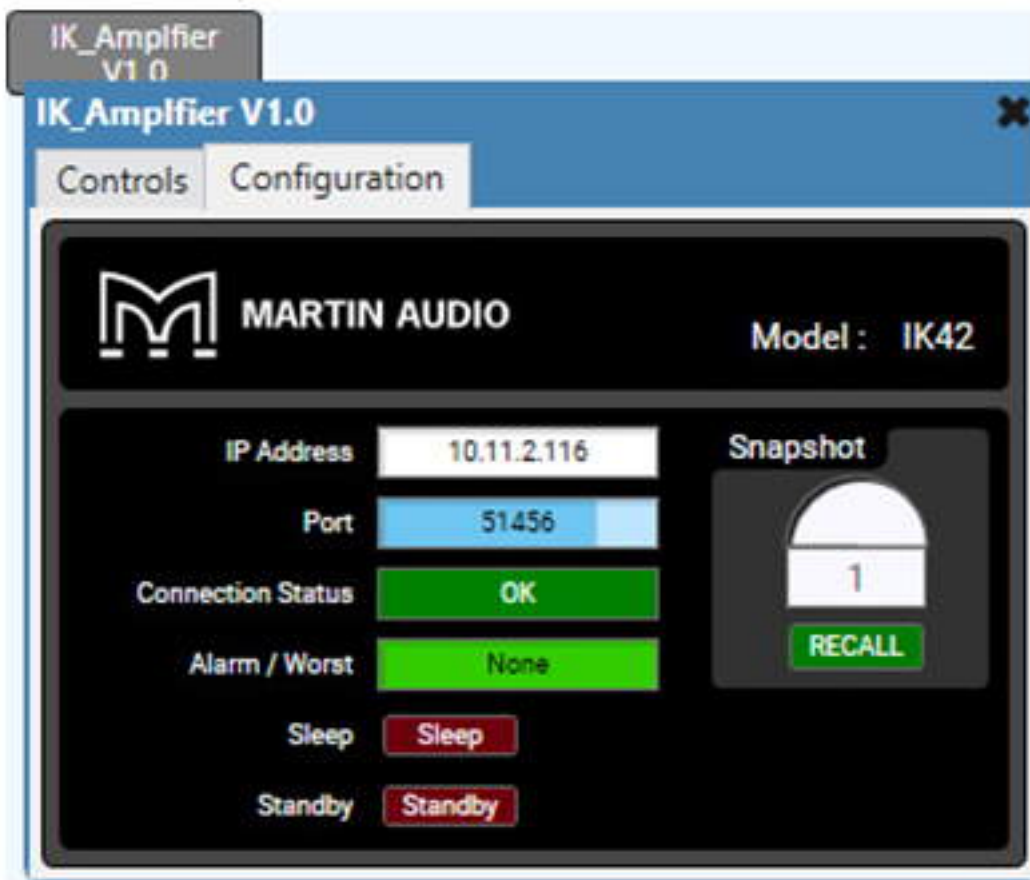 IK_Amplfier
V1.0
IK_Amplfier V1.0
Controls
Configuration
MARTIN AUDIO
Model : IK42
IP Address 10.11.2.116
Snapshot
Port 51456
Connection Status OK
1
Alarm / Worst None
RECALL
Sleep Sleep
Standby Standby